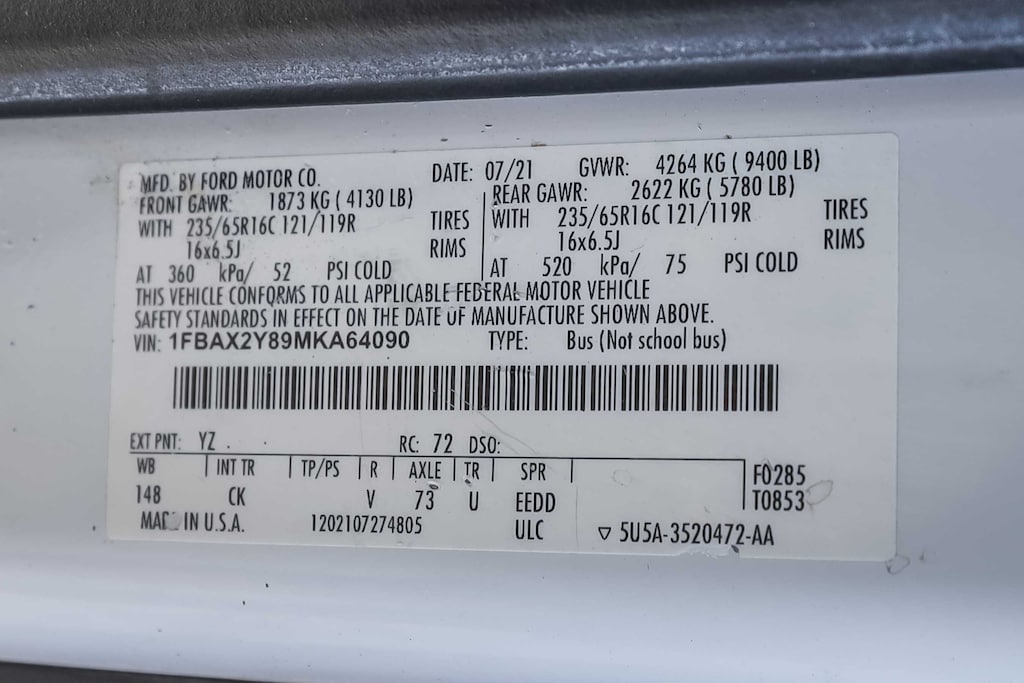 MFD. BY FORD MOTOR CO. DATE: 07/21 GVWR: 4264 KG ( 9400 LB)
FRONT GAWR: 1873 KG ( 4130 LB) REAR GAWR: 2622 KG ( 5780 LB)
WITH 235/65R16C 121/119R TIRES WITH 235/65R16C 121/119R TIRES
16x6.5J RIMS 16x6.5J RIMS
AT 360 kPa/ 52 PSI COLD AT 520 kPa/ 75 PSI COLD
THIS VEHICLE CONFORMS TO ALL APPLICABLE FEDERAL MOTOR VEHICLE
SAFETY STANDARDS IN EFFECT ON THE DATE OF MANUFACTURE SHOWN ABOVE.
VIN: 1FBAX2Y89MKA64090 TYPE: Bus (Not school bus)
EXT PNT: YZ RC: 72 DSO:
WB INT TR TP/PS R AXLE TR SPR F0285
148 CK V 73 U EEDD T0853
MADE IN U.S.A. 1202107274805 ULC ▽ 5U5A-3520472-AA